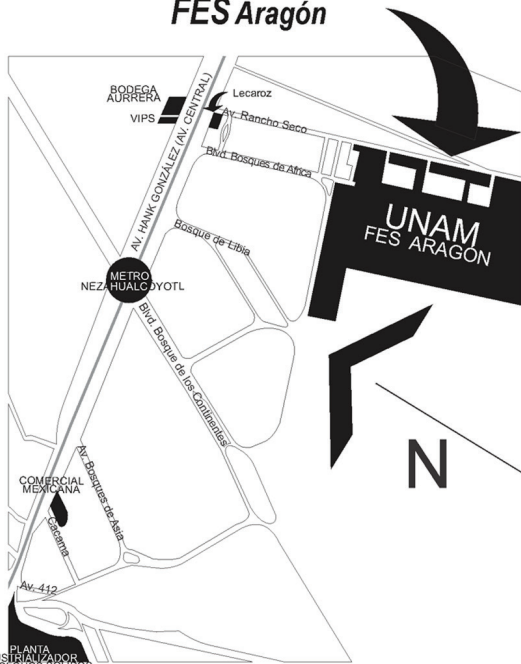 FES Aragón
BODEGA
AURRERA
VIPS
Lecaroz
Av. Rancho Seco
Blvd. Bosques de Africa
AV. HANK GONZÁLEZ (AV. CENTRAL)
UNAM
FES ARAGÓN
Bosque de Libia
METRO
NEZAHUALCOYOTL
Blvd. Bosque de los Continentes
N
Av. Bosques de Asia
COMERCIAL
MEXICANA
Cacama
Av. 412
PLANTA